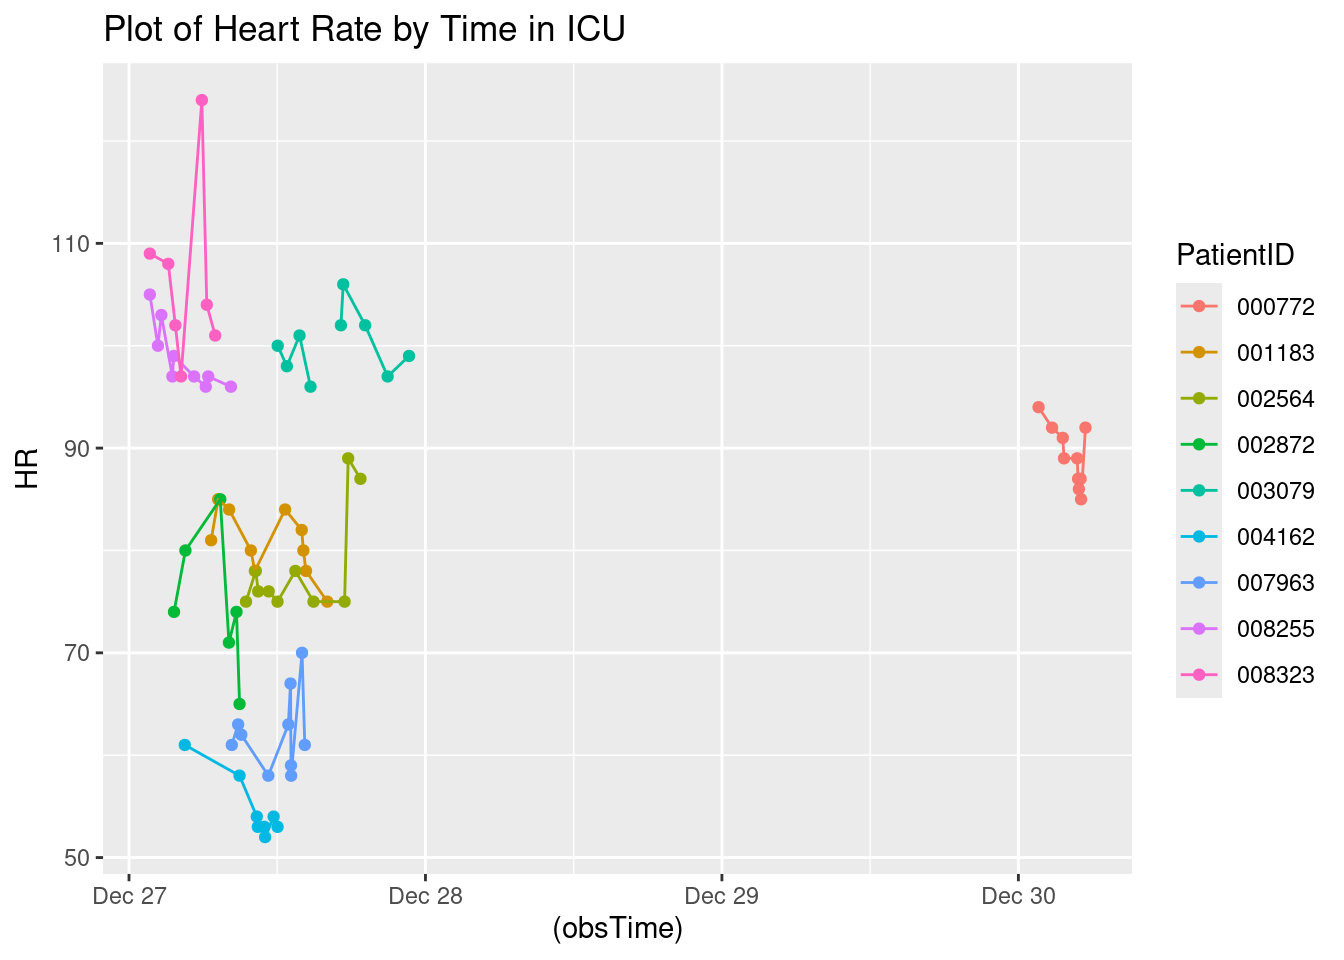 Plot of Heart Rate by Time in ICU
HR
110
90
70
50
Dec 27
Dec 28
Dec 29
Dec 30
(obsTime)
PatientID
000772
001183
002564
002872
003079
004162
007963
008255
008323